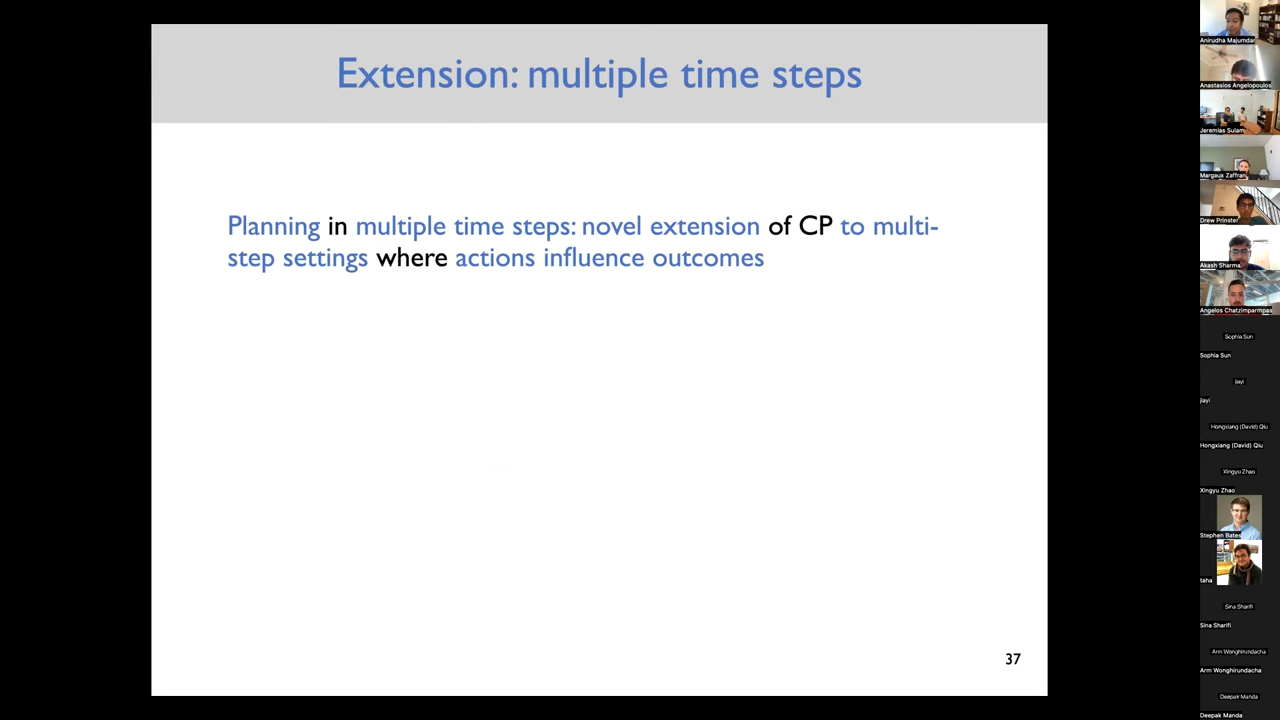 Extension: multiple time steps
Planning in multiple time steps: novel extension of CP to multi-
step settings where actions influence outcomes
37
Anirudha Majumdar
Anastasios Angelopoulos
Jeremias Sulam
Margaux Zaffran
Drew Prinster
Akash Sharma
Angelos Chatzimparmpas
Sophia Sun
Sophia Sun
jiayi
jiayi
Hongxiang (David) Qiu
Hongxiang (David) Qiu
Xingyu Zhao
Xingyu Zhao
Stephen Bates
taha
Sina Sharifi
Sina Sharifi
Arm Wonghirundacha
Arm Wonghirundacha
Deepak Manda
Deepak Manda